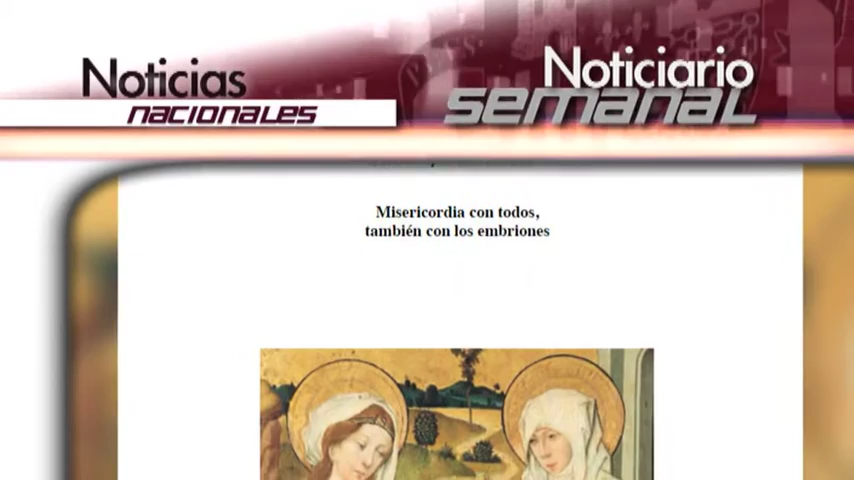 Noticias
nacionales
Noticiario
semanal
Misericordia con todos,
también con los embriones